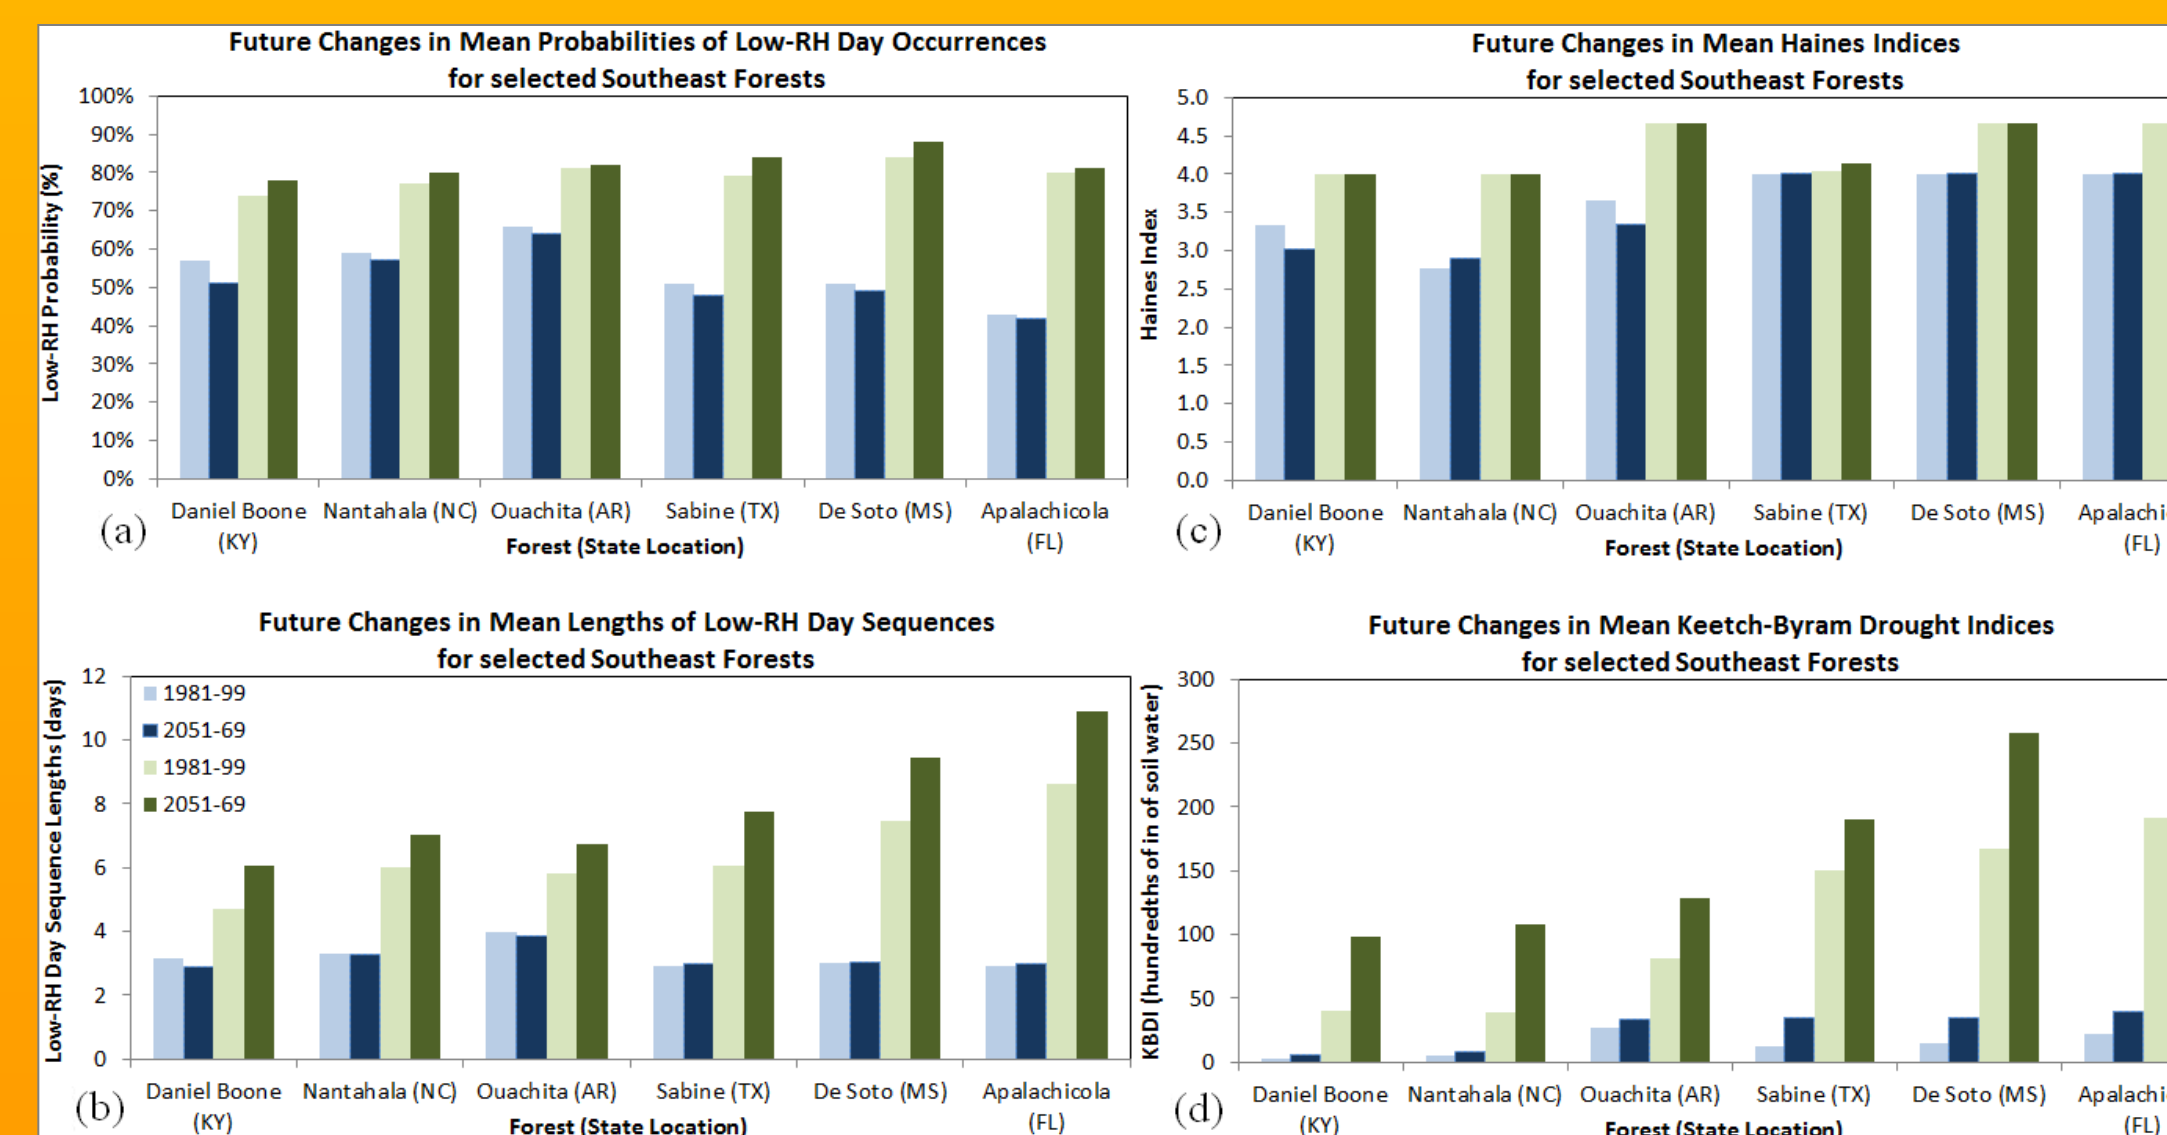 Future Changes in Mean Probabilities of Low-RH Day Occurrences
for selected Southeast Forests
Low-RH Probability (%)
100%
90%
80%
70%
60%
50%
40%
30%
20%
10%
0%
Daniel Boone Nantahala (NC) Ouachita (AR) Sabine (TX) De Soto (MS) Apalachicola
(KY) (FL)
(a)
Forest (State Location)
Future Changes in Mean Haines Indices
for selected Southeast Forests
Haines Index
5.0
4.5
4.0
3.5
3.0
2.5
2.0
1.5
1.0
0.5
0.0
Daniel Boone Nantahala (NC) Ouachita (AR) Sabine (TX) De Soto (MS) Apalachi
(KY) (FL)
(c)
Forest (State Location)
Future Changes in Mean Lengths of Low-RH Day Sequences
for selected Southeast Forests
Low-RH Day Sequence Lengths (days)
12
10
8
6
4
2
0
1981-99
2051-69
1981-99
2051-69
Daniel Boone Nantahala (NC) Ouachita (AR) Sabine (TX) De Soto (MS) Apalachicola
(KY) (FL)
(b)
Forest (State Location)
Future Changes in Mean Keetch-Byram Drought Indices
for selected Southeast Forests
KBDI (hundredths of in of soil water)
300
250
200
150
100
50
0
Daniel Boone Nantahala (NC) Ouachita (AR) Sabine (TX) De Soto (MS) Apalachi
(KY) (FL)
(d)
Forest (State Location)